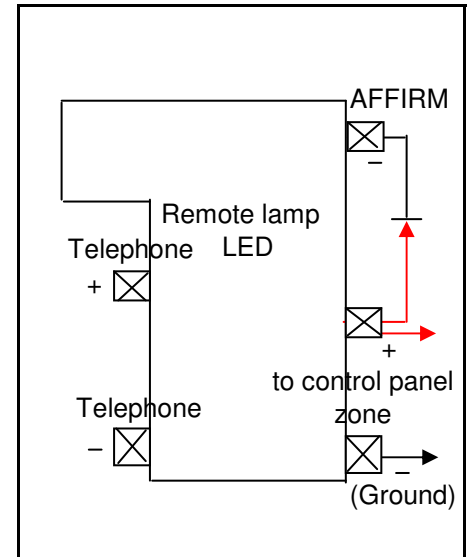 AFFIRM
–
Remote lamp
LED
Telephone
+
+
to control panel
zone
Telephone
–
–
(Ground)